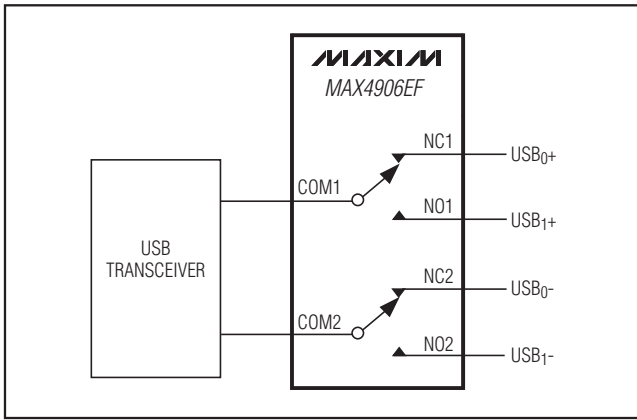 MAXIM
MAX4906EF
NC1
USB0+
COM1
NO1
USB1+
USB
TRANSCEIVER
NC2
USB0-
COM2
NO2
USB1-